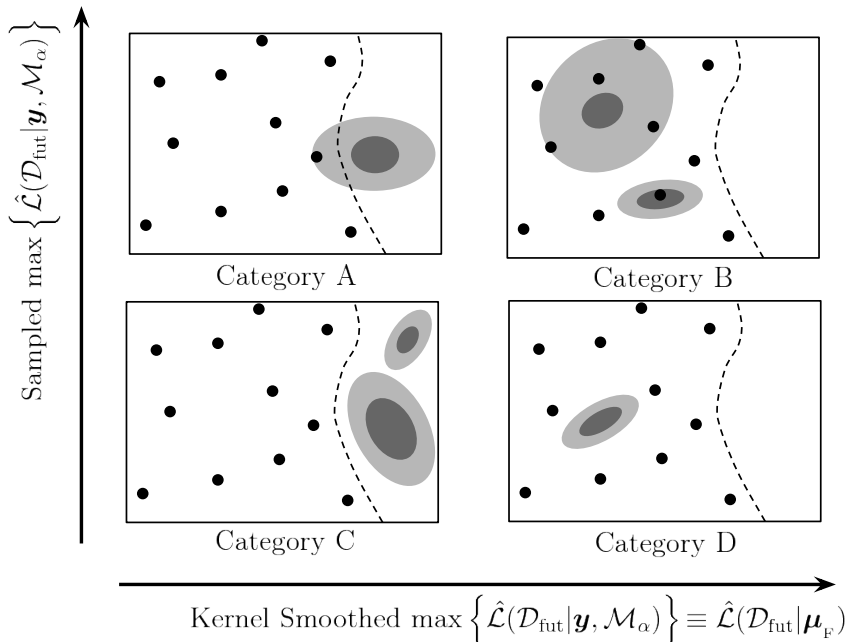 Sampled max { 𝓛̂(𝒟_fut|𝒚, ℳ_α) }
Category A
Category B
Category C
Category D
Kernel Smoothed max { 𝓛̂(𝒟_fut|𝒚, ℳ_α) } ≡ 𝓛̂(𝒟_fut|𝝁_F)